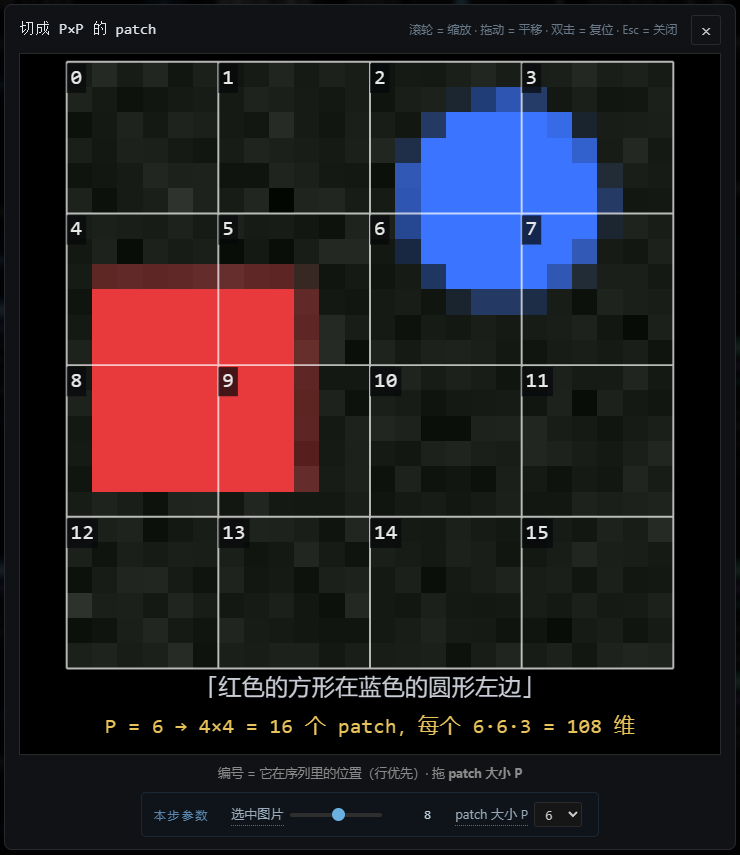 切成 P×P 的 patch
滚轮 = 缩放 · 拖动 = 平移 · 双击 = 复位 · Esc = 关闭
×
0 1 2 3
4 5 6 7
8 9 10 11
12 13 14 15
「红色的方形在蓝色的圆形左边」
P = 6 → 4×4 = 16 个 patch, 每个 6·6·3 = 108 维
编号 = 它在序列里的位置（行优先）· 拖 patch 大小 P
本步参数 选中图片 8 patch 大小 P 6